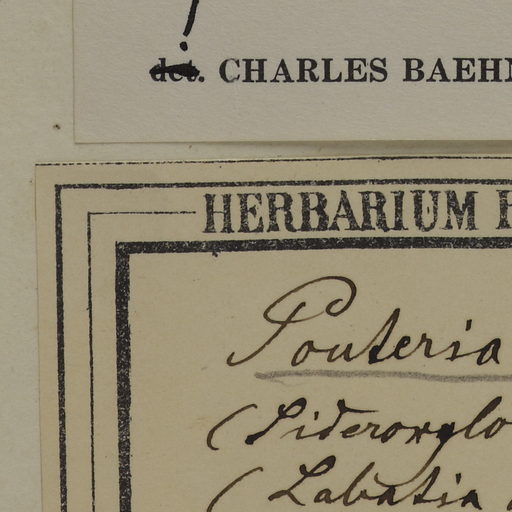 det. CHARLES BAEHN
HERBARIUM
Pouteria
(Sideroxylo
(Labatia